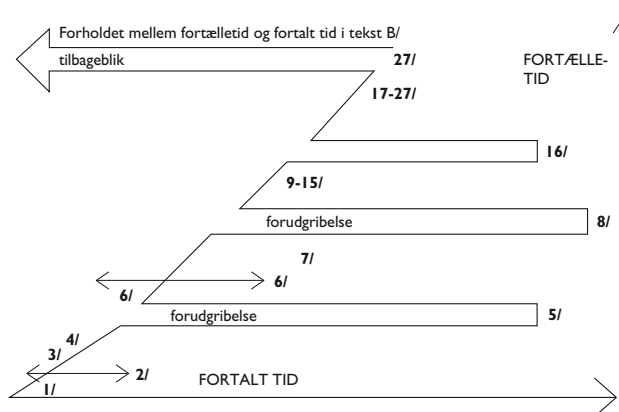 Forholdet mellem fortælletid og fortalt tid i tekst B/
tilbageblik
27/
FORTÆLLE-
TID
17-27/
16/
9-15/
forudgribelse
8/
7/
6/
6/
forudgribelse
5/
4/
3/
2/
1/
FORTALT TID